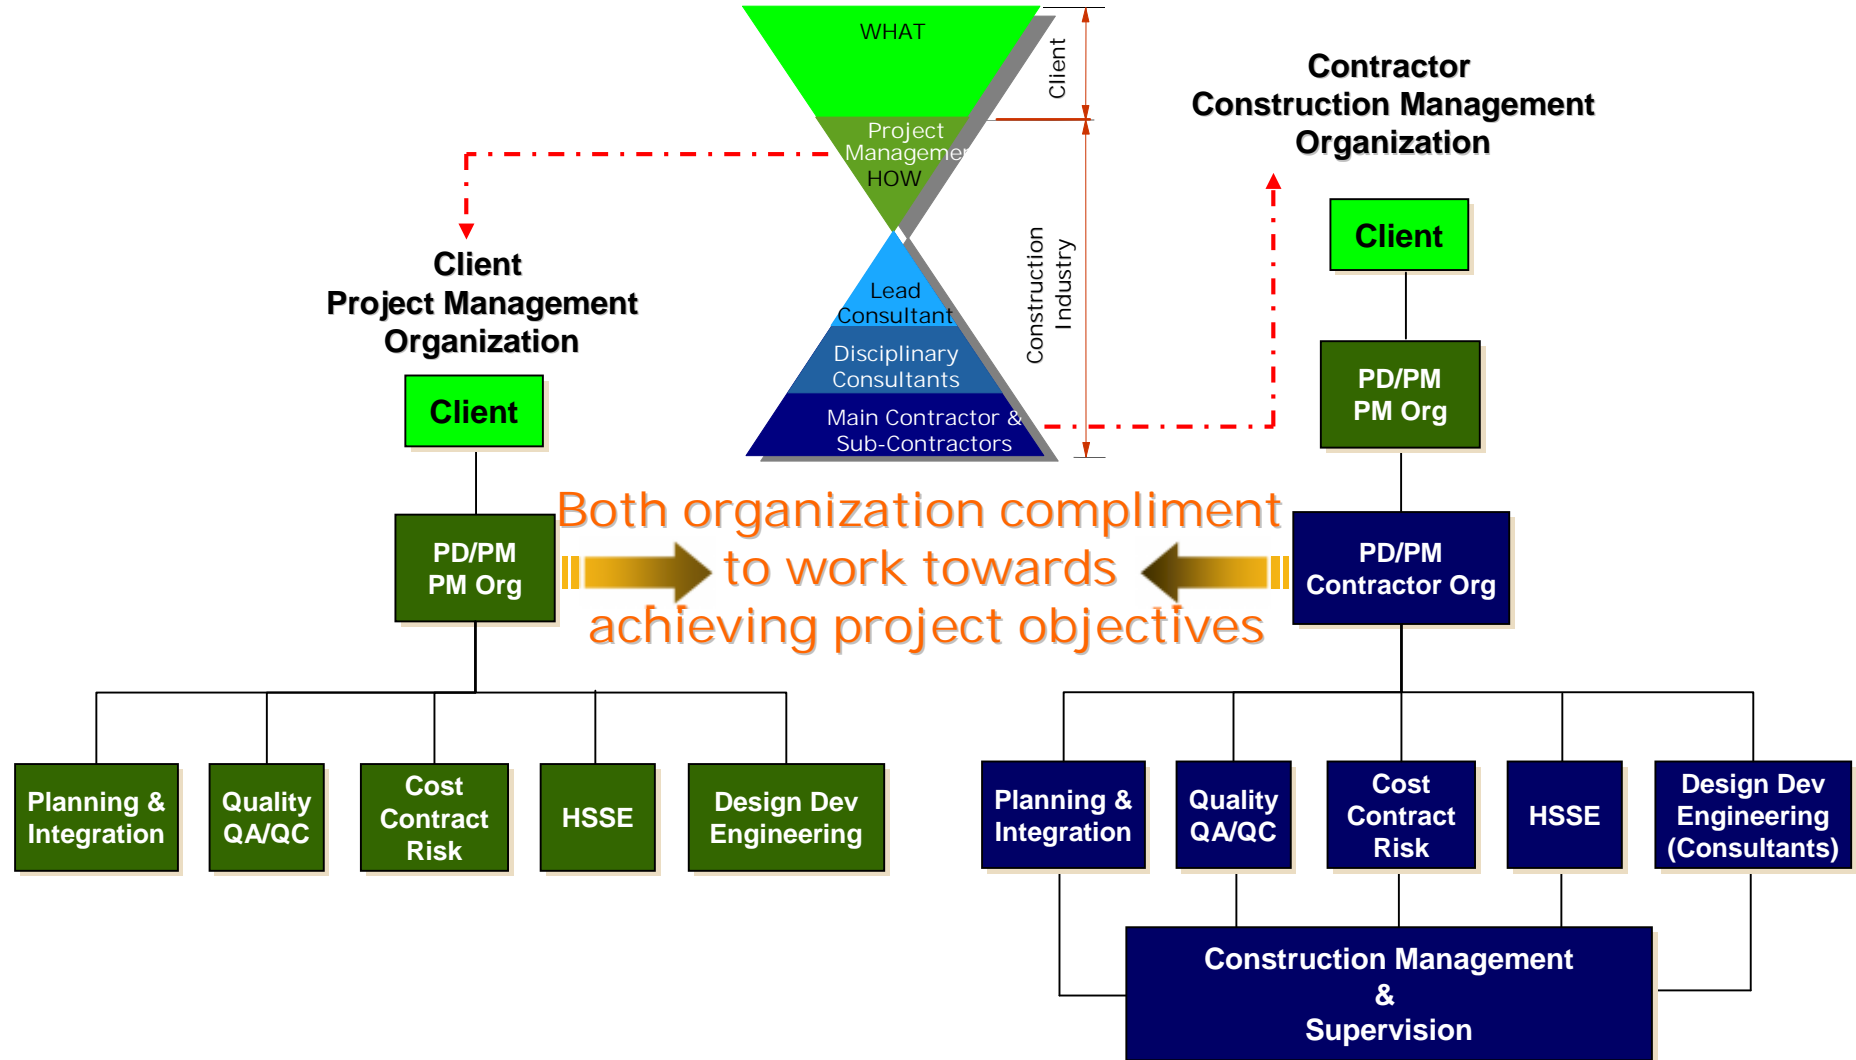 WHAT
Client
Project
Managemen
HOW
Construction
Industry
Lead
Consultant
Disciplinary
Consultants
Main Contractor &
Sub-Contractors
Client
Project Management
Organization
Client
PD/PM
PM Org
Planning &
Integration
Quality
QA/QC
Cost
Contract
Risk
HSSE
Design Dev
Engineering
Both organization compliment
to work towards
achieving project objectives
Contractor
Construction Management
Organization
Client
PD/PM
PM Org
PD/PM
Contractor Org
Planning &
Integration
Quality
QA/QC
Cost
Contract
Risk
HSSE
Design Dev
Engineering
(Consultants)
Construction Management
&
Supervision